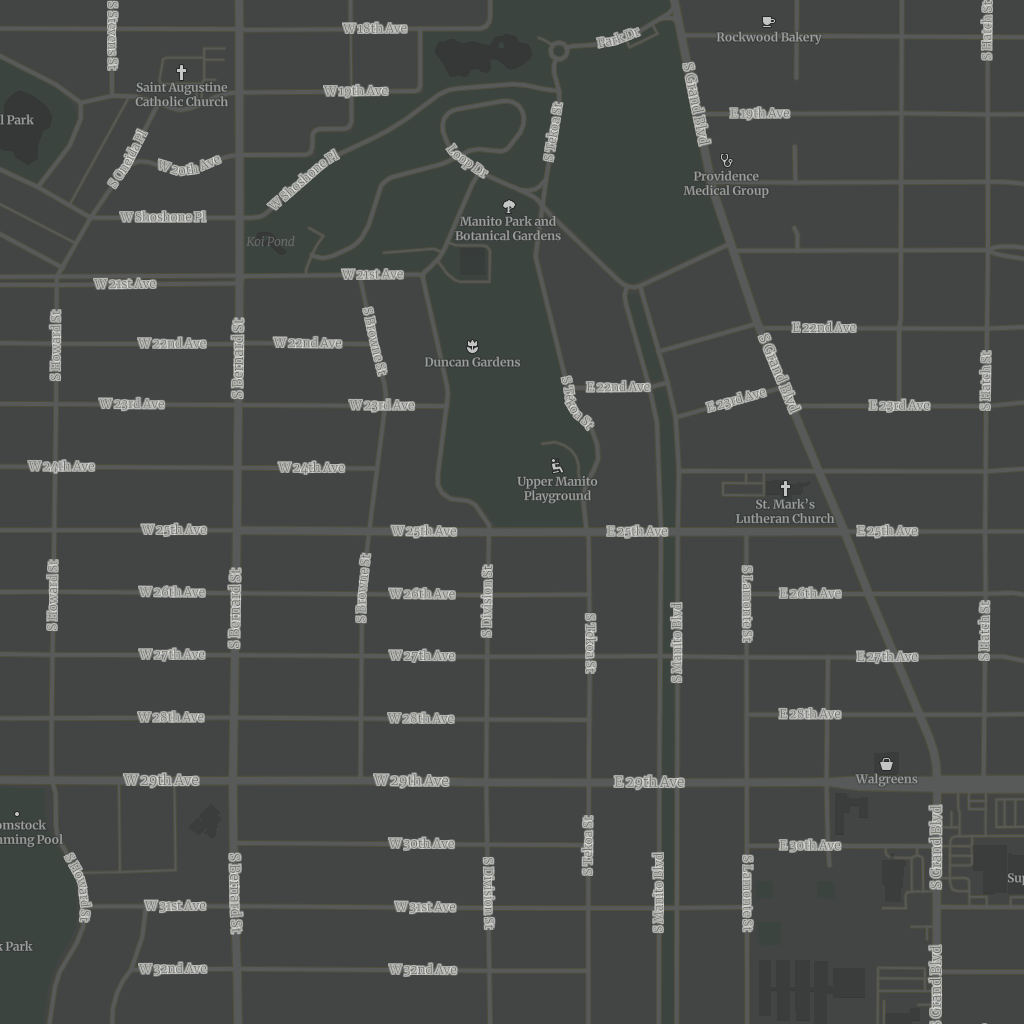 S Stevens St
W 18th Ave
Park Dr
Rockwood Bakery
S Hatch St
Saint Augustine
Catholic Church
W 19th Ave
S Grand Blvd
E 19th Ave
l Park
S Oneida Pl
W 20th Ave
W Shoshone Pl
Loop Dr
S Tekoa St
Providence
Medical Group
W Shoshone Pl
Manito Park and
Botanical Gardens
Koi Pond
W 21st Ave
W 21st Ave
S Howard St
S Bernard St
S Browne St
W 22nd Ave
W 22nd Ave
E 22nd Ave
S Grand Blvd
Duncan Gardens
S Hatch St
W 23rd Ave
W 23rd Ave
S Tekoa St
E 22nd Ave
E 23rd Ave
E 23rd Ave
W 24th Ave
W 24th Ave
Upper Manito
Playground
St. Mark's
Lutheran Church
W 25th Ave
W 25th Ave
E 25th Ave
E 25th Ave
S Howard St
S Bernard St
S Browne St
S Division St
W 26th Ave
W 26th Ave
S Tekoa St
S Manito Blvd
S Lamonte St
E 26th Ave
S Hatch St
W 27th Ave
W 27th Ave
E 27th Ave
W 28th Ave
W 28th Ave
E 28th Ave
W 29th Ave
W 29th Ave
E 29th Ave
Walgreens
omstock
mming Pool
S Howard St
S Bernard St
W 30th Ave
S Tekoa St
E 30th Ave
S Grand Blvd
S Division St
S Manito Blvd
S Lamonte St
Sup
W 31st Ave
W 31st Ave
k Park
W 32nd Ave
W 32nd Ave
S Grand Blvd